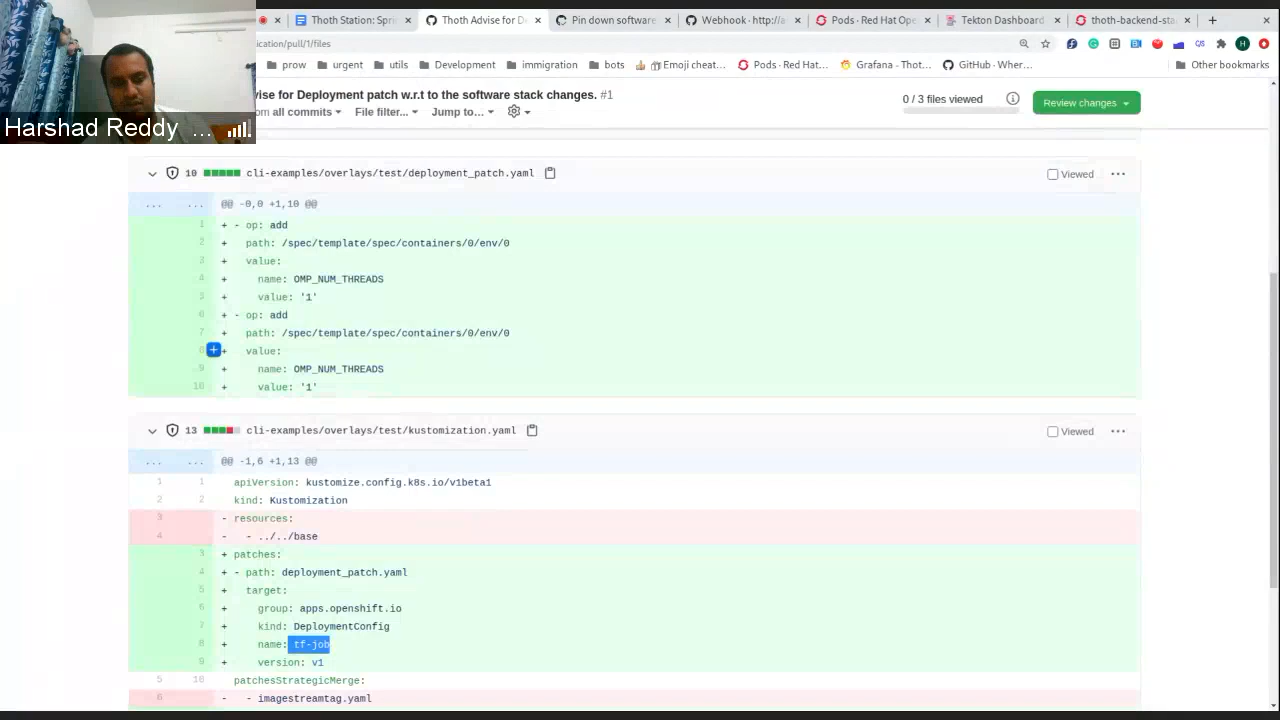 Thoth Station: Spri
Thoth Advise for De
Pin down software
Webhook · http://a
Pods · Red Hat Ope
Tekton Dashboard
thoth-backend-sta
ication/pull/1/files
prow
urgent
utils
Development
immigration
bots
Emoji cheat...
Pods · Red Hat...
Grafana - Thot...
GitHub - Wher...
Other bookmarks
Harshad Reddy ...
vise for Deployment patch w.r.t to the software stack changes. #1
om all commits
File filter...
Jump to...
0 / 3 files viewed
Review changes
10 cli-examples/overlays/test/deployment_patch.yaml
Viewed
... ... @@ -0,0 +1,10 @@
1 + - op: add
2 + path: /spec/template/spec/containers/0/env/0
3 + value:
4 + name: OMP_NUM_THREADS
5 + value: '1'
6 + - op: add
7 + path: /spec/template/spec/containers/0/env/0
8 + value:
9 + name: OMP_NUM_THREADS
10 + value: '1'
13 cli-examples/overlays/test/kustomization.yaml
Viewed
... ... @@ -1,6 +1,13 @@
1 1 apiVersion: kustomize.config.k8s.io/v1beta1
2 2 kind: Kustomization
3 - resources:
4 - - ../../base
3 + patches:
4 + - path: deployment_patch.yaml
5 + target:
6 + group: apps.openshift.io
7 + kind: DeploymentConfig
8 + name: tf-job
9 + version: v1
5 10 patchesStrategicMerge:
6 - - imagestreamtag.yaml